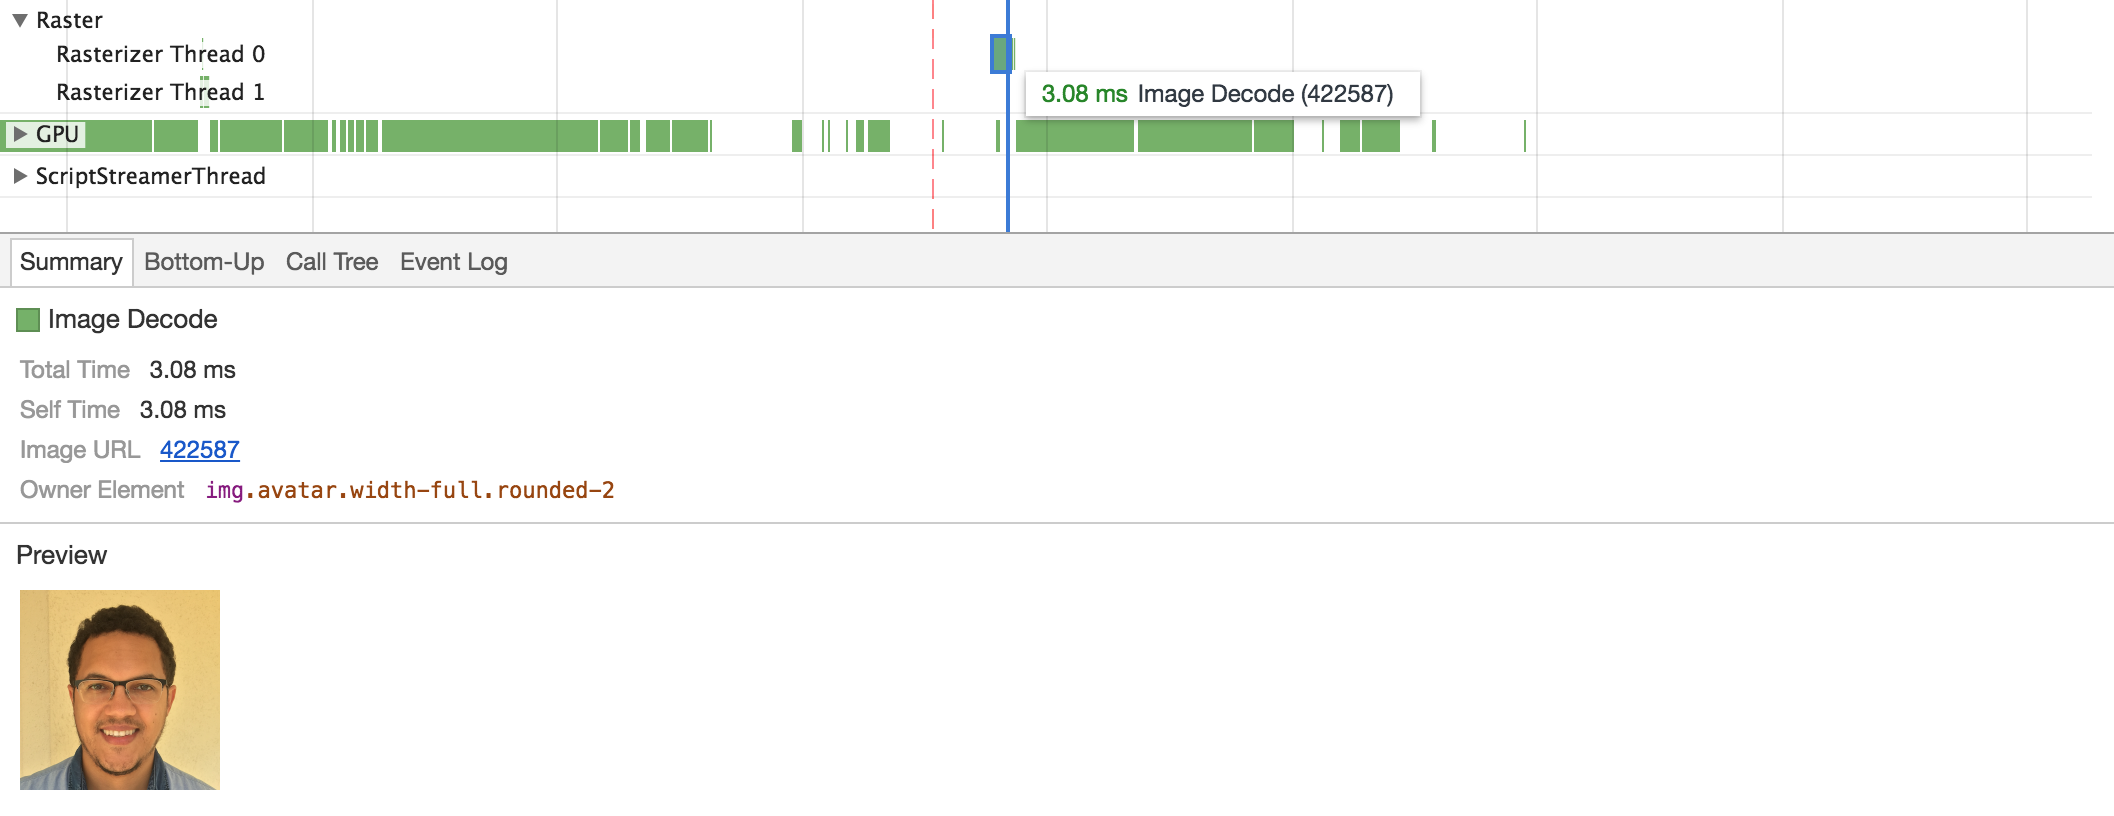 Raster
Rasterizer Thread 0
Rasterizer Thread 1
3.08 ms Image Decode (422587)
GPU
ScriptStreamerThread
Summary Bottom-Up Call Tree Event Log
Image Decode
Total Time 3.08 ms
Self Time 3.08 ms
Image URL 422587
Owner Element img.avatar.width-full.rounded-2
Preview